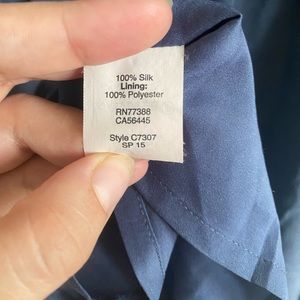 100% Silk
Lining:
100% Polyester
RN77388
CA56445
Style C7307
SP 15